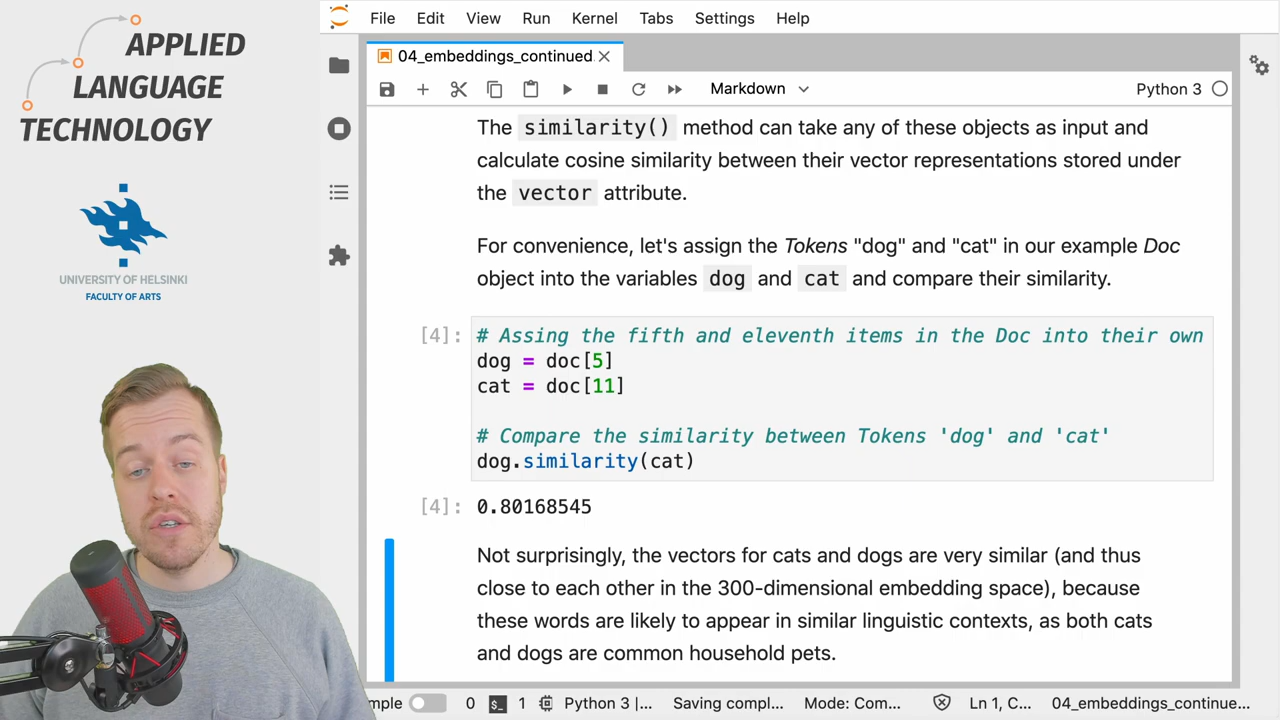 APPLIED
LANGUAGE
TECHNOLOGY
UNIVERSITY OF HELSINKI
FACULTY OF ARTS
File Edit View Run Kernel Tabs Settings Help
04_embeddings_continued
Markdown
Python 3
The similarity() method can take any of these objects as input and
calculate cosine similarity between their vector representations stored under
the vector attribute.
For convenience, let's assign the Tokens "dog" and "cat" in our example Doc
object into the variables dog and cat and compare their similarity.
[4]: # Assing the fifth and eleventh items in the Doc into their own
dog = doc[5]
cat = doc[11]
# Compare the similarity between Tokens 'dog' and 'cat'
dog.similarity(cat)
[4]: 0.80168545
Not surprisingly, the vectors for cats and dogs are very similar (and thus
close to each other in the 300-dimensional embedding space), because
these words are likely to appear in similar linguistic contexts, as both cats
and dogs are common household pets.
mple 0 $_ 1 Python 3 |... Saving compl... Mode: Com... Ln 1, C... 04_embeddings_continue...